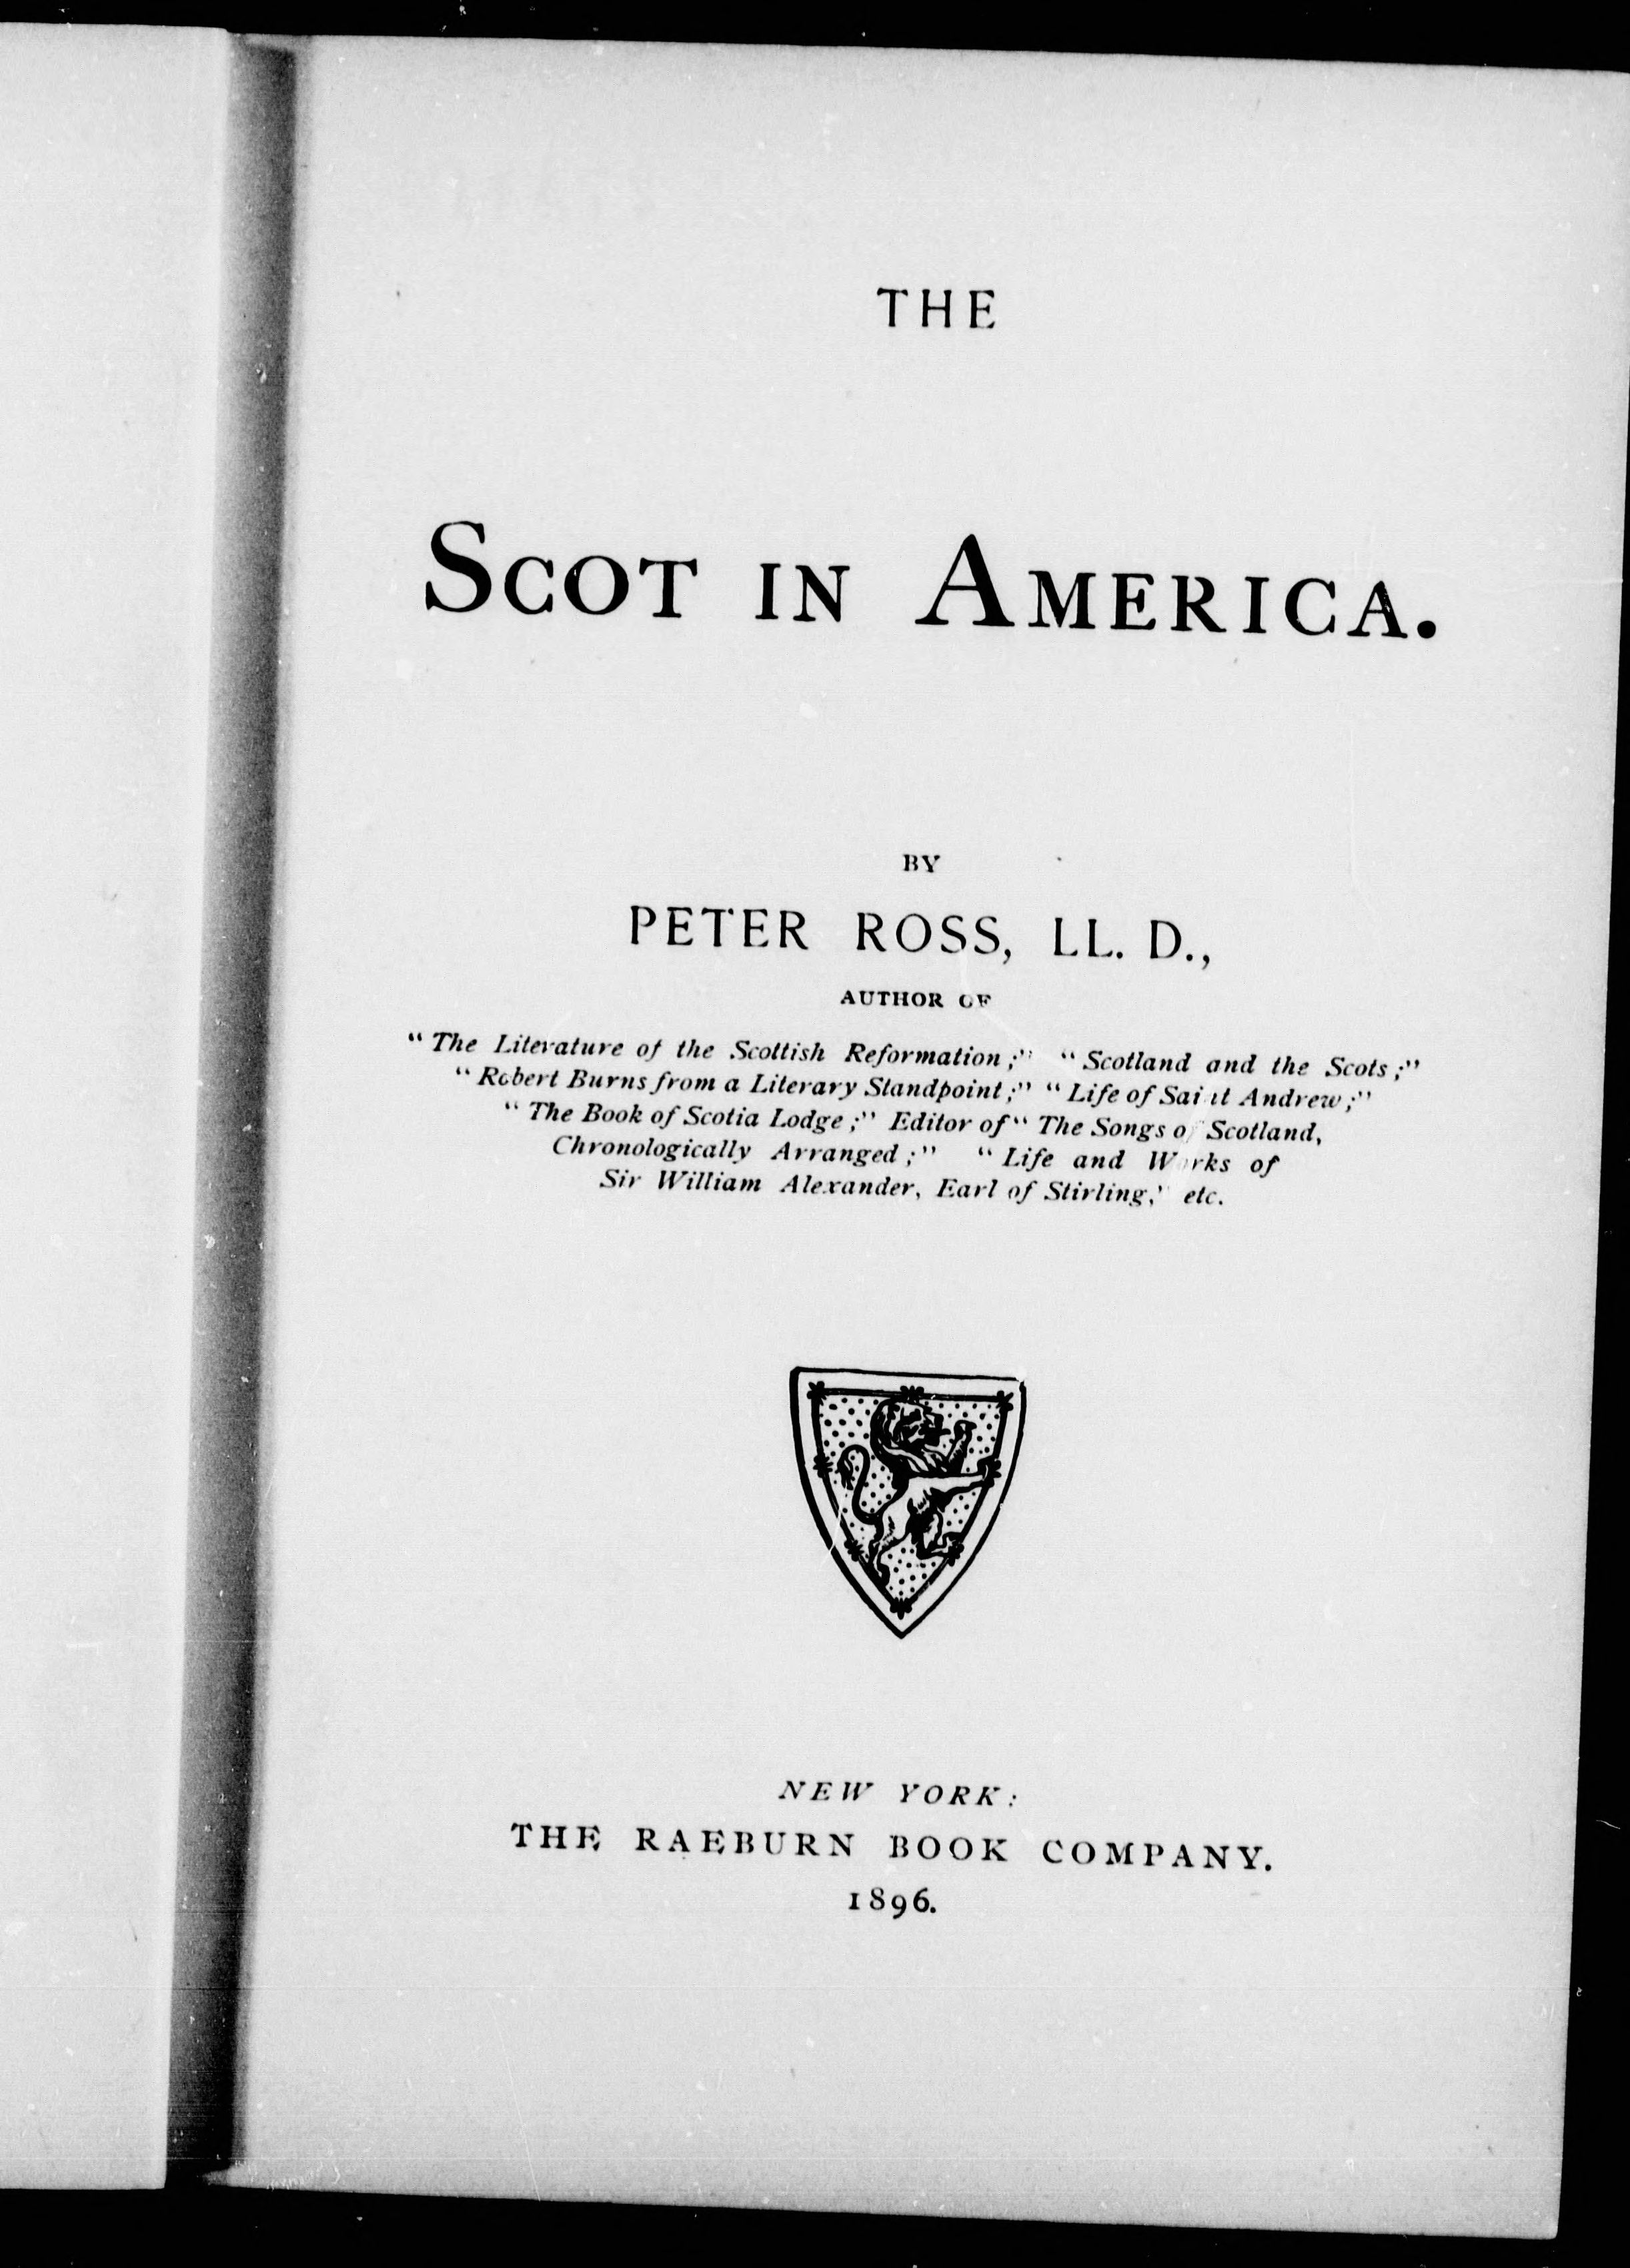 THE
SCOT IN AMERICA.
BY
PETER ROSS, LL. D.,
AUTHOR OF
“The Literature of the Scottish Reformation;” “Scotland and the Scots;”
“Robert Burns from a Literary Standpoint;” “Life of Saint Andrew;”
“The Book of Scotia Lodge;” Editor of “The Songs of Scotland,
Chronologically Arranged;” “Life and Works of
Sir William Alexander, Earl of Stirling,” etc.
NEW YORK:
THE RAEBURN BOOK COMPANY.
1896.